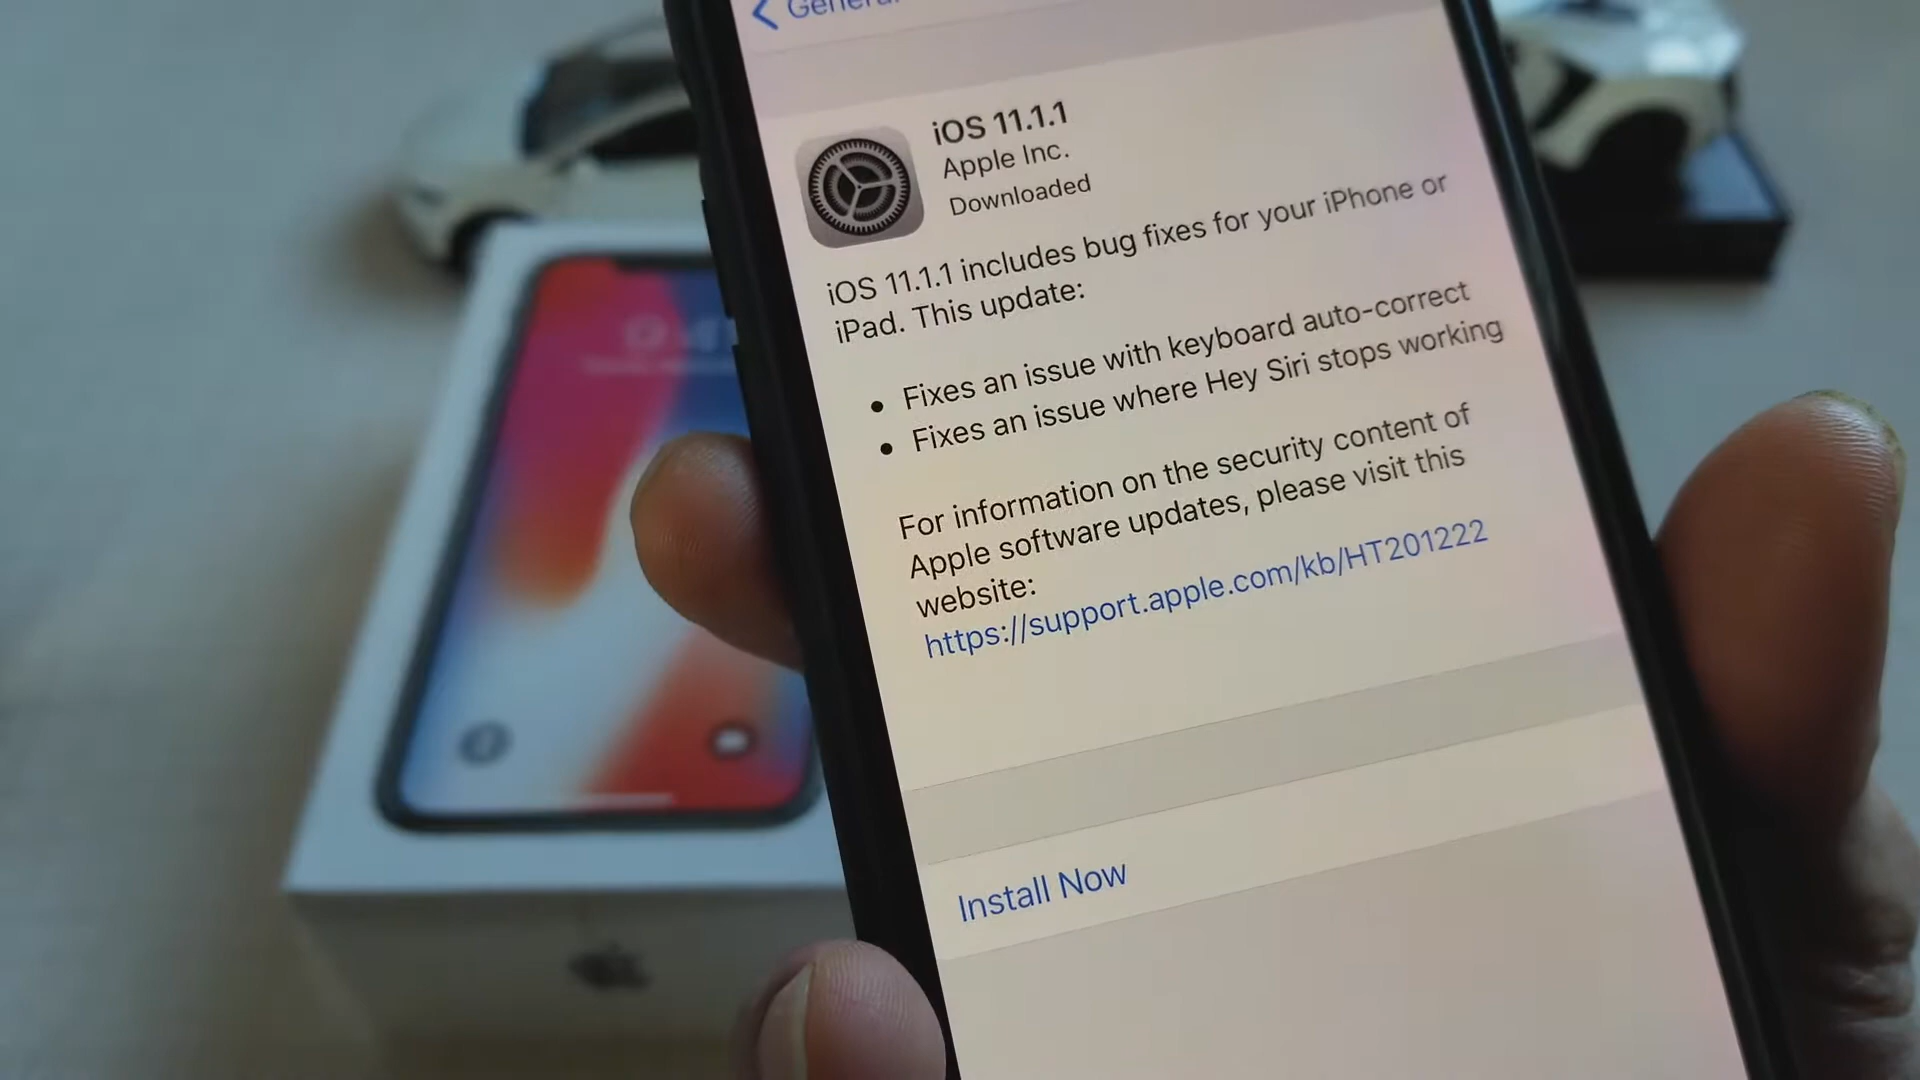 General
iOS 11.1.1
Apple Inc.
Downloaded
iOS 11.1.1 includes bug fixes for your iPhone or
iPad. This update:
• Fixes an issue with keyboard auto-correct
• Fixes an issue where Hey Siri stops working
For information on the security content of
Apple software updates, please visit this
website:
https://support.apple.com/kb/HT201222
Install Now